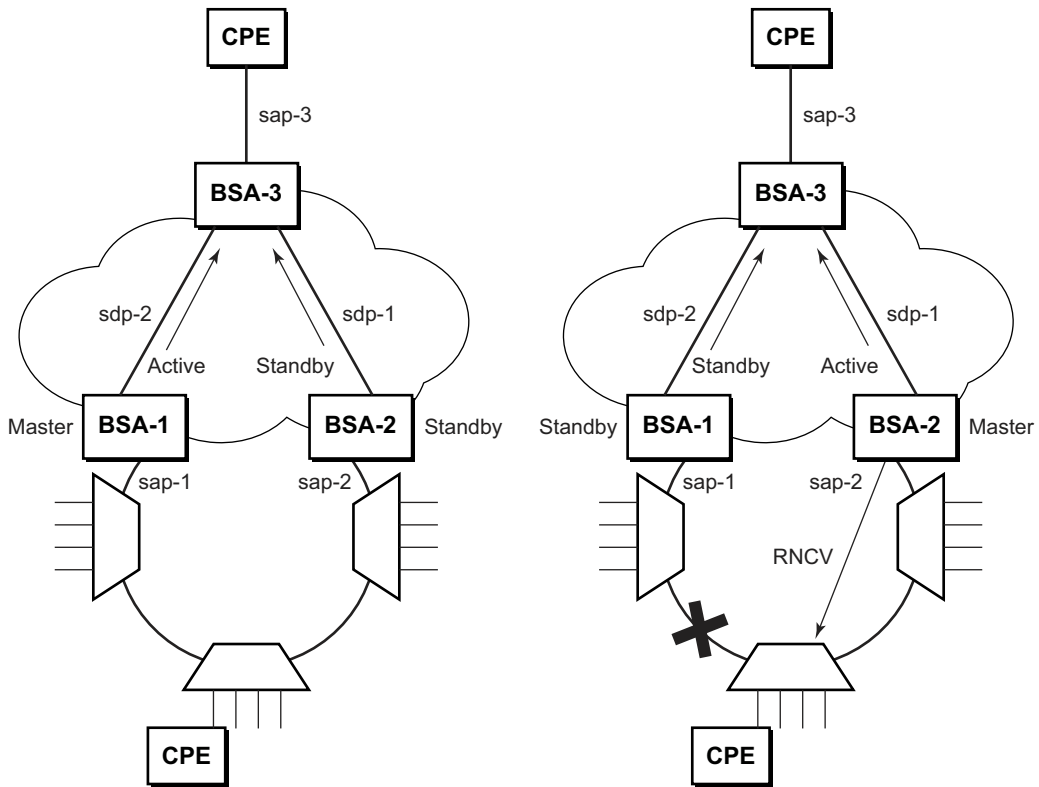 CPE
sap-3
BSA-3
sdp-2
sdp-1
Active
Standby
Master
BSA-1
BSA-2
Standby
sap-1
sap-2
CPE
CPE
sap-3
BSA-3
sdp-2
sdp-1
Standby
Active
Standby
BSA-1
BSA-2
Master
sap-1
sap-2
RNCV
CPE